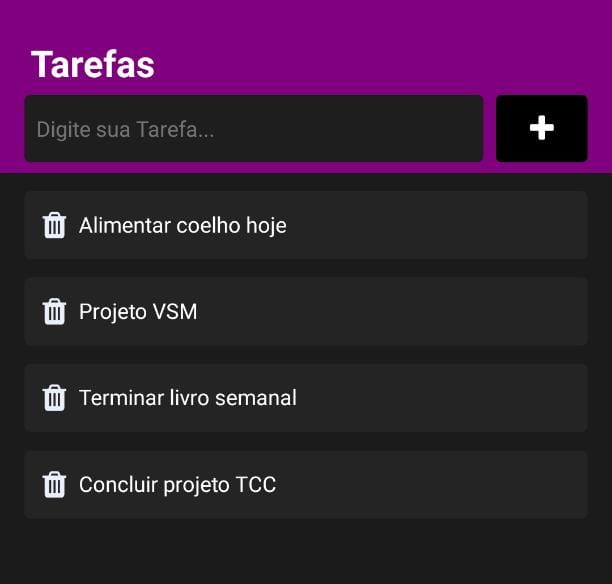 Tarefas
Digite sua Tarefa...
Alimentar coelho hoje
Projeto VSM
Terminar livro semanal
Concluir projeto TCC